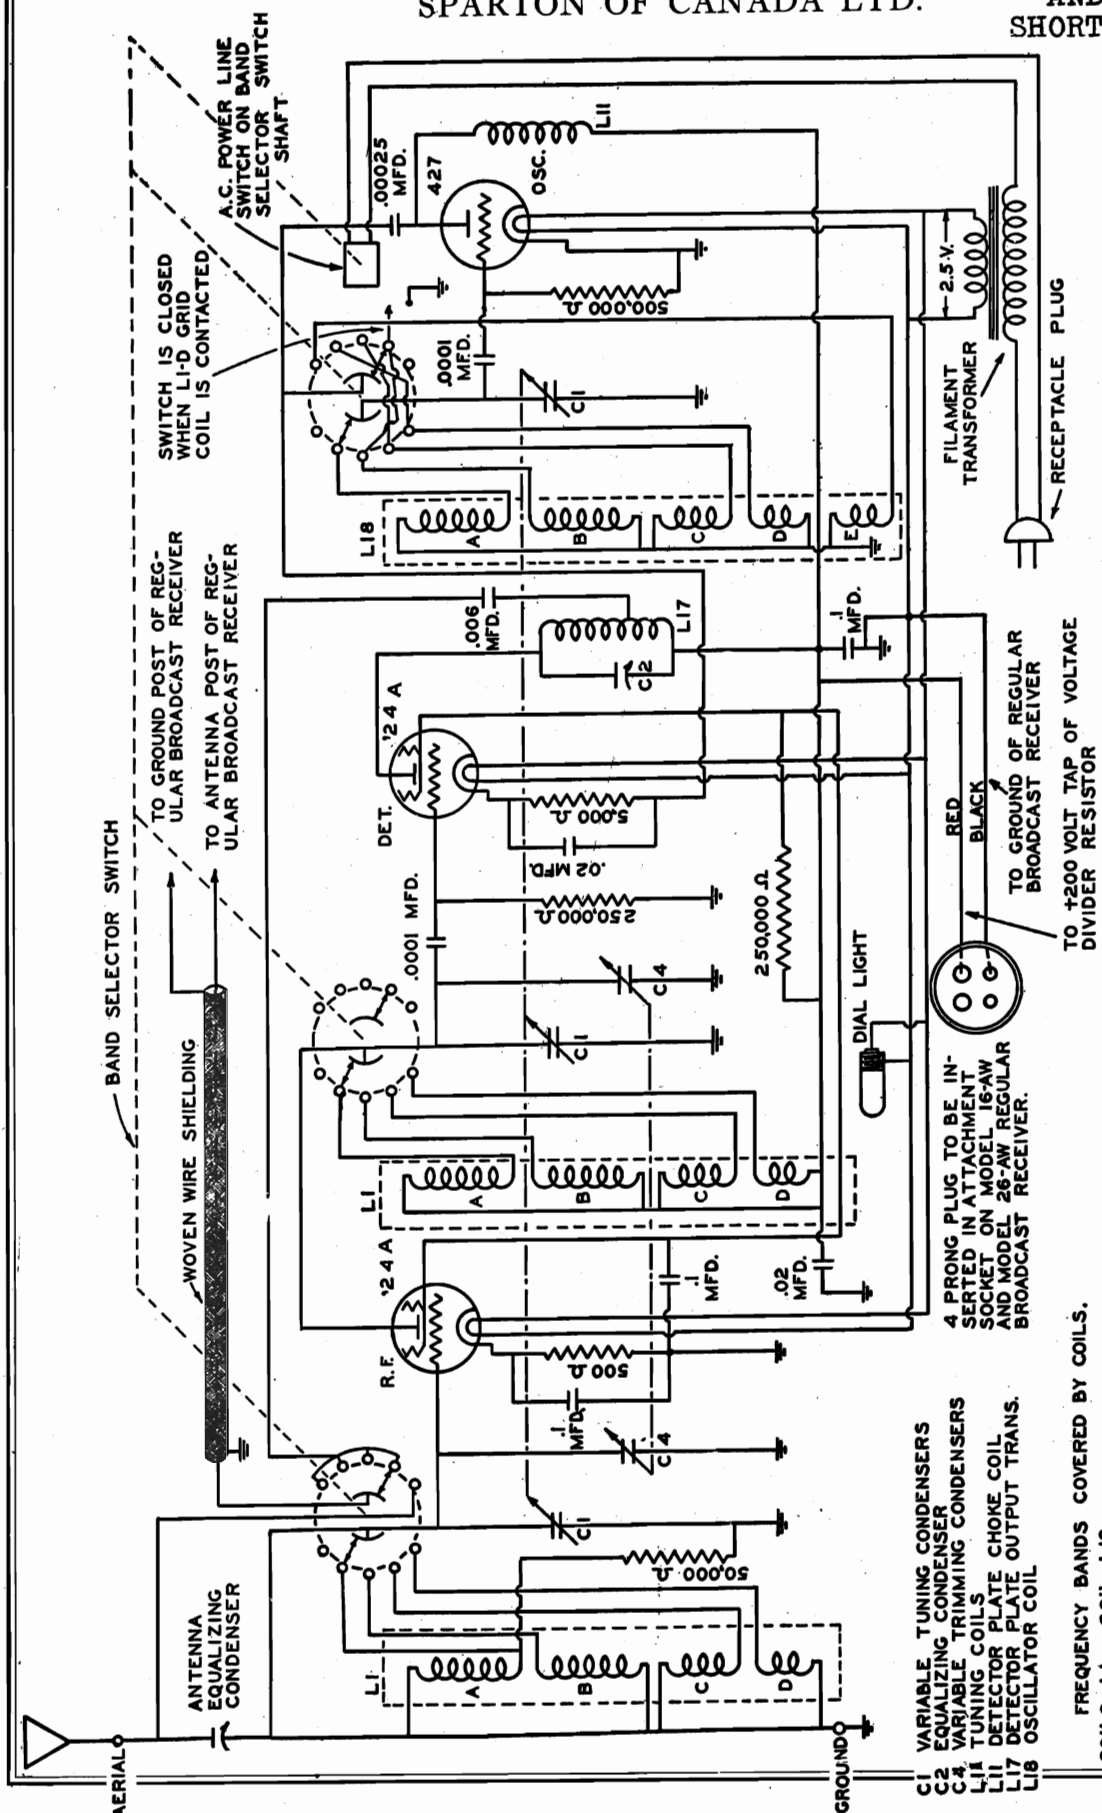 SPARTON OF CANADA LTD.
AND
SHORT
BAND SELECTOR SWITCH
WOVEN WIRE SHIELDING
TO GROUND POST OF REG-
ULAR BROADCAST RECEIVER
TO ANTENNA POST OF REG-
ULAR BROADCAST RECEIVER
SWITCH IS CLOSED
WHEN L1-D GRID
COIL IS CONTACTED
A.C. POWER LINE
SWITCH ON BAND
SELECTOR SWITCH
SHAFT
AERIAL
ANTENNA
EQUALIZING
CONDENSER
GROUND
L1
A
B
C
D
C1
50,000 Ω
C4
R.F.
'24 A
.1
MFD.
500 Ω
.1
MFD.
.02
MFD.
L1
A
B
C
D
C1
C4
.0001 MFD.
250,000 Ω
DET.
'24 A
.02 MFD.
5,000 Ω
250,000 Ω
DIAL LIGHT
.006
MFD.
L17
C2
.1
MFD.
L18
A
B
C
D
E
C1
.0001
MFD.
500,000 Ω
.00025
MFD.
427
OSC.
L11
2.5 V.
FILAMENT
TRANSFORMER
RECEPTACLE PLUG
RED
BLACK
TO GROUND OF REGULAR
BROADCAST RECEIVER
TO +200 VOLT TAP OF VOLTAGE
DIVIDER RESISTOR
4 PRONG PLUG TO BE IN-
SERTED IN ATTACHMENT
SOCKET ON MODEL 16-AW
AND MODEL 26-AW REGULAR
BROADCAST RECEIVER.
C1 VARIABLE TUNING CONDENSERS
C2 EQUALIZING CONDENSER
C4 VARIABLE TRIMMING CONDENSERS
TUNING COILS
L11 DETECTOR PLATE CHOKE COIL
L17 DETECTOR PLATE OUTPUT TRANS.
L18 OSCILLATOR COIL
FREQUENCY BANDS COVERED BY COILS.